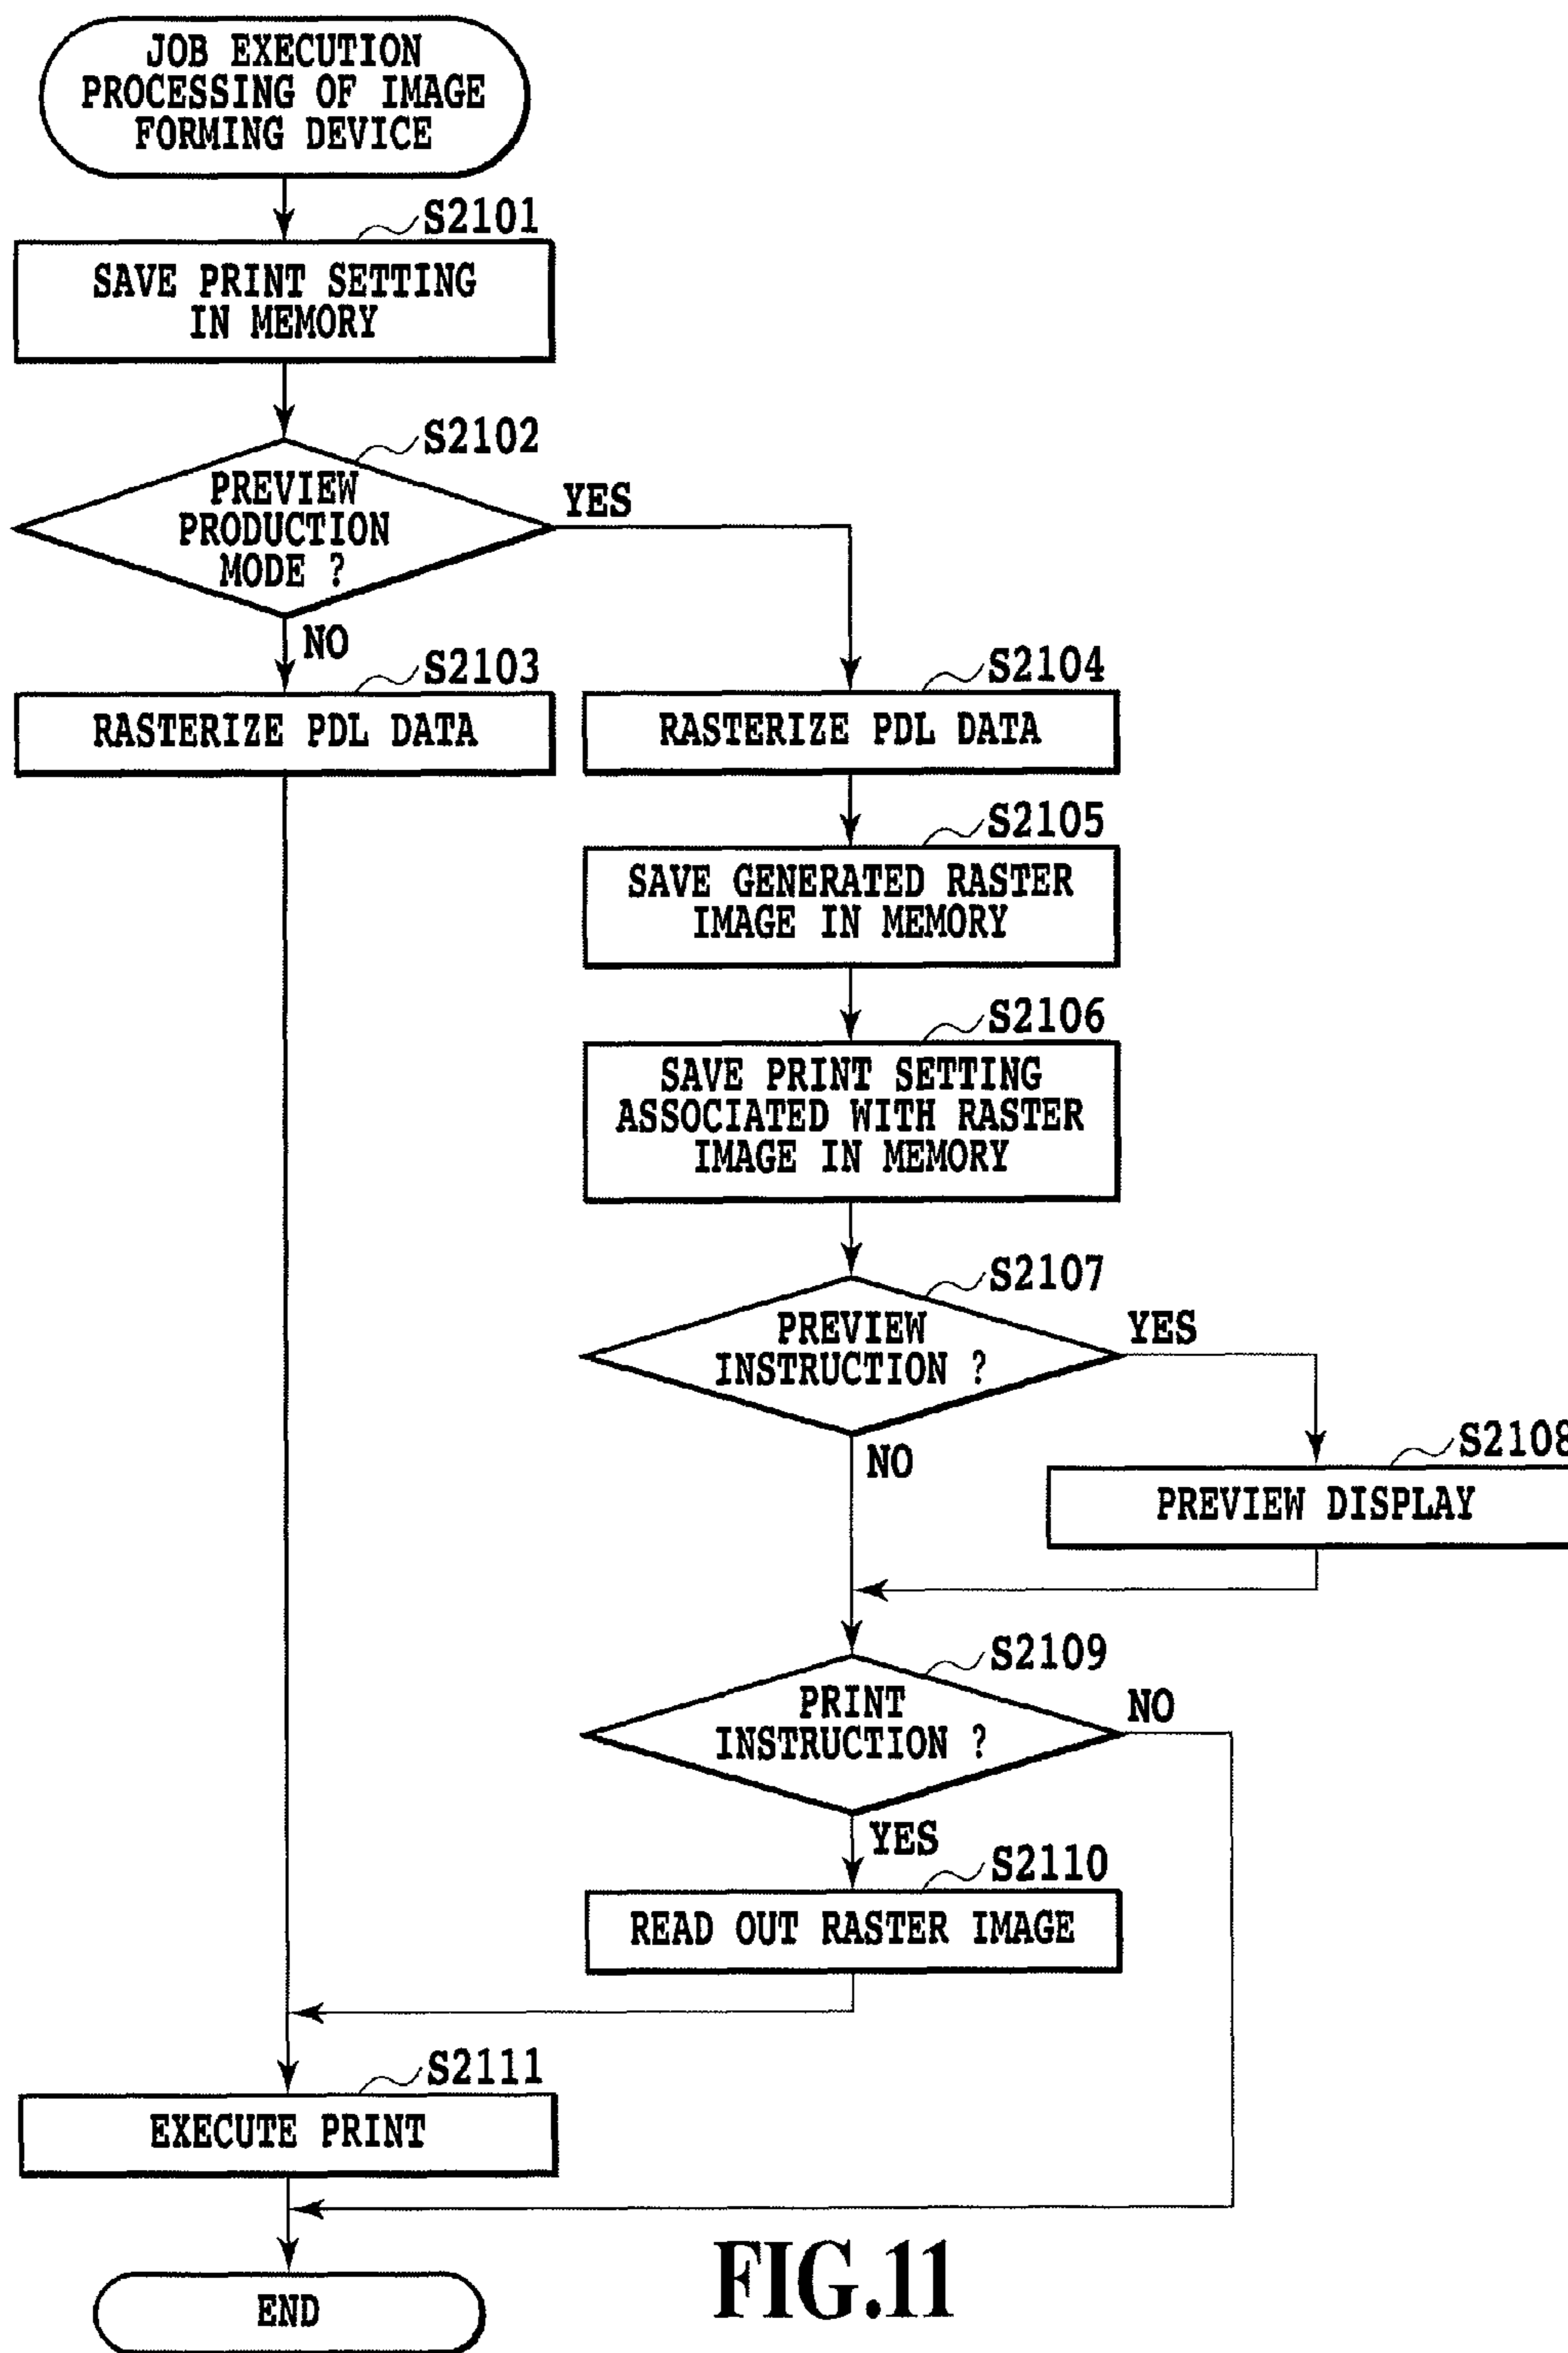 JOB EXECUTION
PROCESSING OF IMAGE
FORMING DEVICE
S2101
SAVE PRINT SETTING
IN MEMORY
S2102
PREVIEW
PRODUCTION
MODE ?
YES
NO
S2103
RASTERIZE PDL DATA
S2104
RASTERIZE PDL DATA
S2105
SAVE GENERATED RASTER
IMAGE IN MEMORY
S2106
SAVE PRINT SETTING
ASSOCIATED WITH RASTER
IMAGE IN MEMORY
S2107
PREVIEW
INSTRUCTION ?
YES
NO
S2108
PREVIEW DISPLAY
S2109
PRINT
INSTRUCTION ?
NO
YES
S2110
READ OUT RASTER IMAGE
S2111
EXECUTE PRINT
END
FIG.11